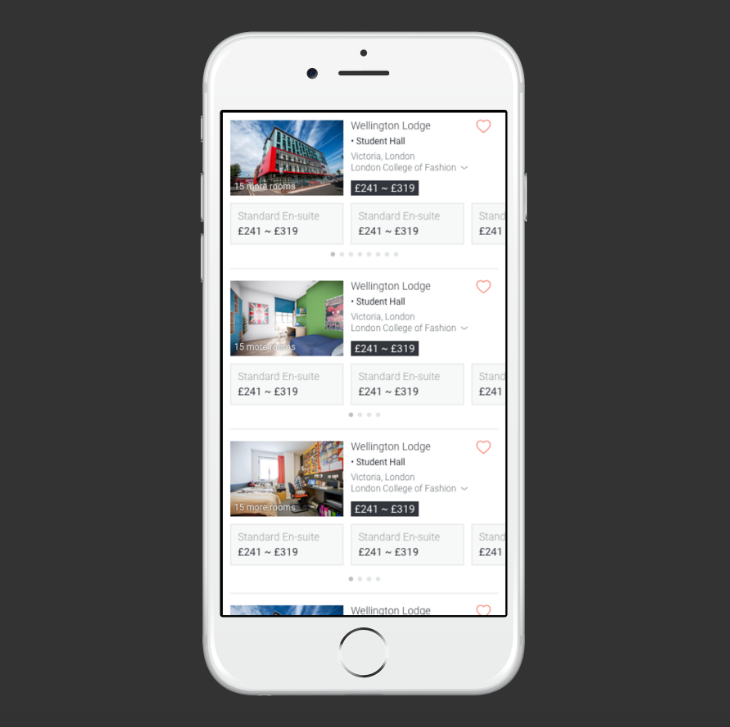 Wellington Lodge
• Student Hall
Victoria, London
London College of Fashion
15 more rooms
£241 ~ £319
Standard En-suite
£241 ~ £319
Standard En-suite
£241 ~ £319
Stand
£241
Wellington Lodge
• Student Hall
Victoria, London
London College of Fashion
15 more rooms
£241 ~ £319
Standard En-suite
£241 ~ £319
Standard En-suite
£241 ~ £319
Stand
£241
Wellington Lodge
• Student Hall
Victoria, London
London College of Fashion
15 more rooms
£241 ~ £319
Standard En-suite
£241 ~ £319
Standard En-suite
£241 ~ £319
Stand
£241
Wellington Lodge